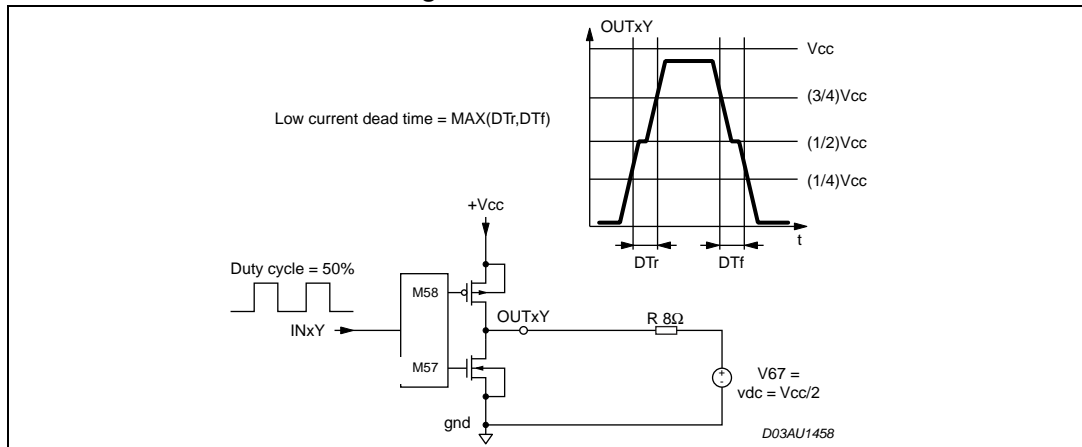 OUTxY
Vcc
(3/4)Vcc
Low current dead time = MAX(DTr,DTf)
(1/2)Vcc
(1/4)Vcc
+Vcc
t
DTr
DTf
Duty cycle = 50%
M58
OUTxY
R 8Ω
INxY
M57
+
-
V67 =
vdc = Vcc/2
gnd
D03AU1458